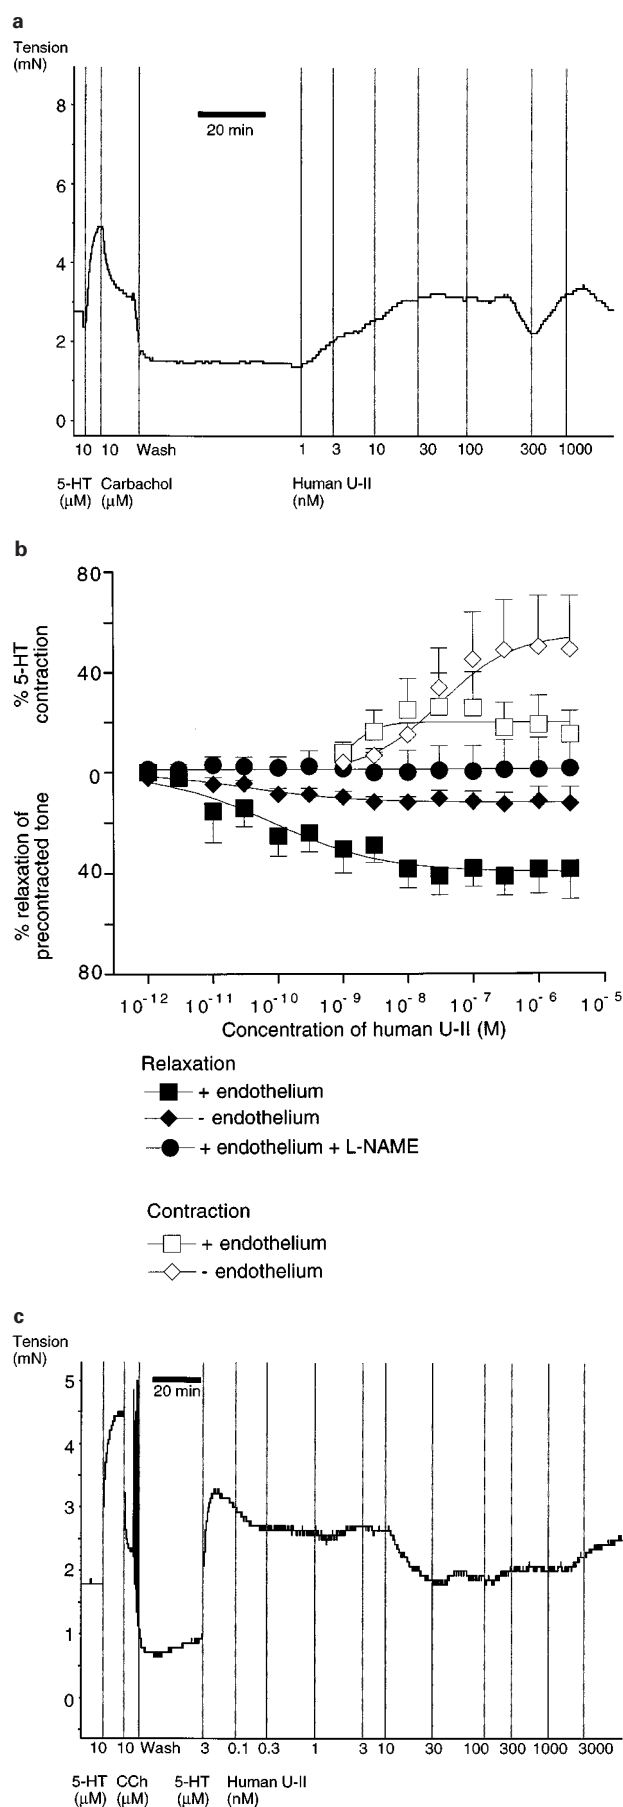 a
Tension
(mN)
8
6
4
2
0
20 min
10 10 Wash 1 3 10 30 100 300 1000
5-HT Carbachol Human U-II
(µM) (µM) (nM)
b
80
40
0
40
80
% 5-HT
contraction
% relaxation of
precontracted tone
10-12 10-11 10-10 10-9 10-8 10-7 10-6 10-5
Concentration of human U-II (M)
Relaxation
+ endothelium
- endothelium
+ endothelium + L-NAME
Contraction
+ endothelium
- endothelium
c
Tension
(mN)
5
4
3
2
1
0
20 min
10 10 Wash 3 0.1 0.3 1 3 10 30 100 300 1000 3000
5-HT CCh 5-HT Human U-II
(µM) (µM) (µM) (nM)